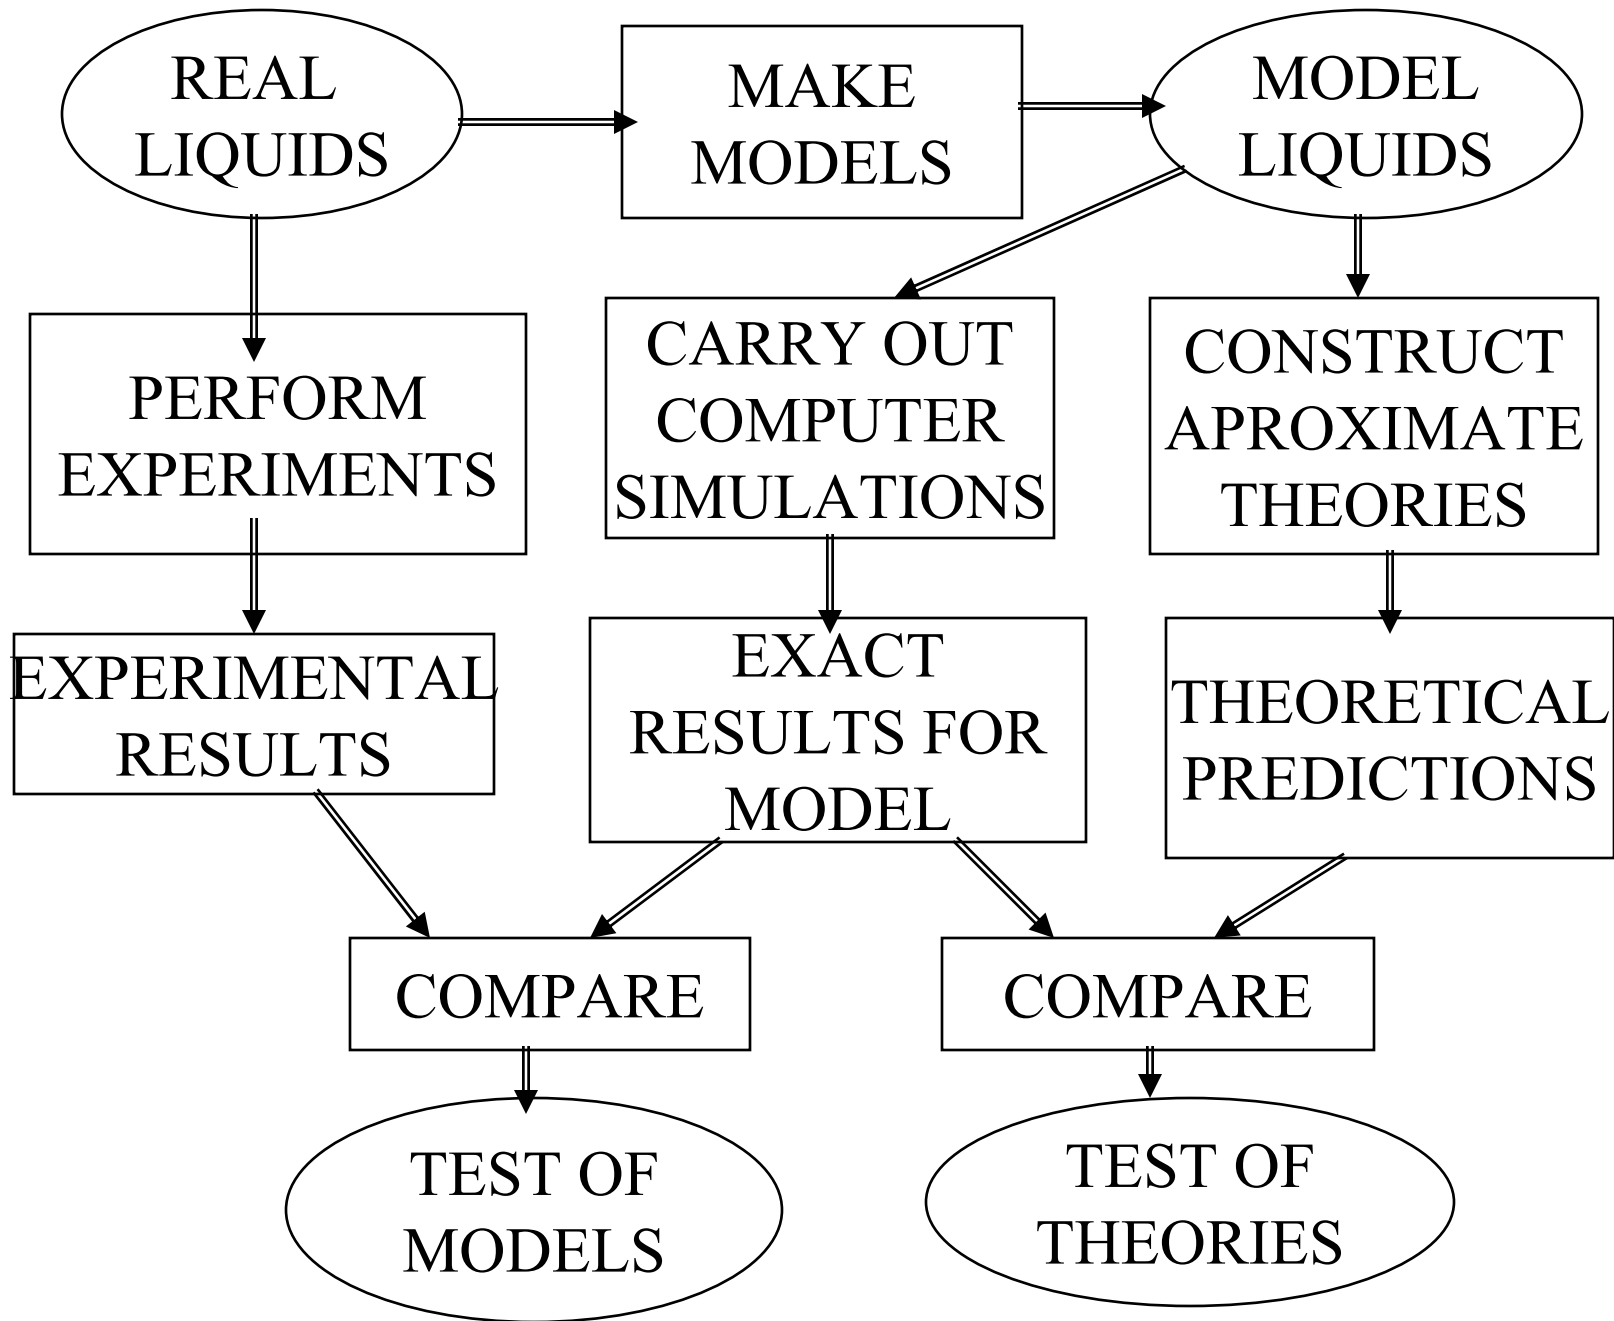 REAL
LIQUIDS
MAKE
MODELS
MODEL
LIQUIDS
PERFORM
EXPERIMENTS
CARRY OUT
COMPUTER
SIMULATIONS
CONSTRUCT
APROXIMATE
THEORIES
EXPERIMENTAL
RESULTS
EXACT
RESULTS FOR
MODEL
THEORETICAL
PREDICTIONS
COMPARE
COMPARE
TEST OF
MODELS
TEST OF
THEORIES